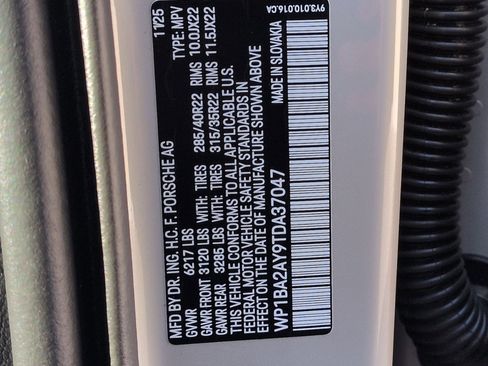 MFD BY DR. ING. H.C. F. PORSCHE AG 11/25
GVWR 6217 LBS TYPE: MPV
GAWR FRONT 3120 LBS WITH TIRES 285/40R22 RIMS 10.0JX22
GAWR REAR 3285 LBS WITH TIRES 315/35R22 RIMS 11.5JX22
THIS VEHICLE CONFORMS TO ALL APPLICABLE U.S.
FEDERAL MOTOR VEHICLE SAFETY STANDARDS IN
EFFECT ON THE DATE OF MANUFACTURE SHOWN ABOVE
WP1BA2AY9TDA37047 MADE IN SLOVAKIA
9Y3.010.016.CA